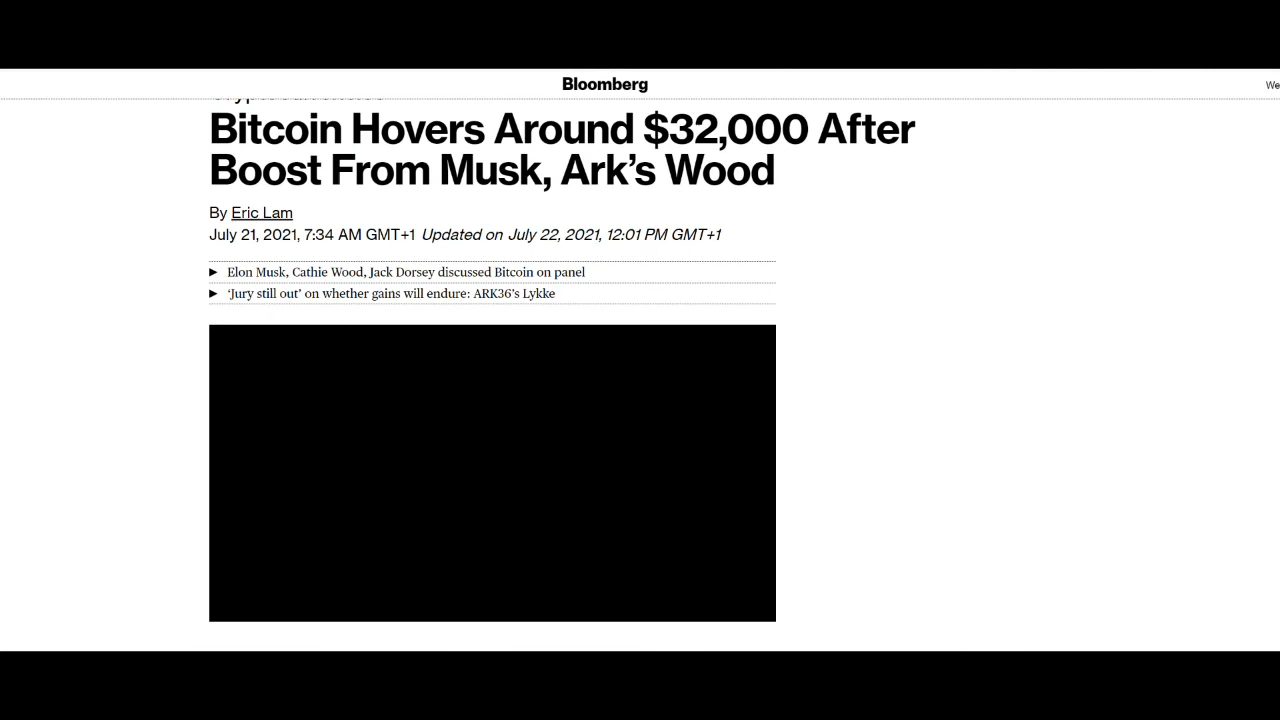 Bloomberg
We
Bitcoin Hovers Around $32,000 After
Boost From Musk, Ark’s Wood
By Eric Lam
July 21, 2021, 7:34 AM GMT+1 Updated on July 22, 2021, 12:01 PM GMT+1
▶ Elon Musk, Cathie Wood, Jack Dorsey discussed Bitcoin on panel
▶ ‘Jury still out’ on whether gains will endure: ARK36’s Lykke